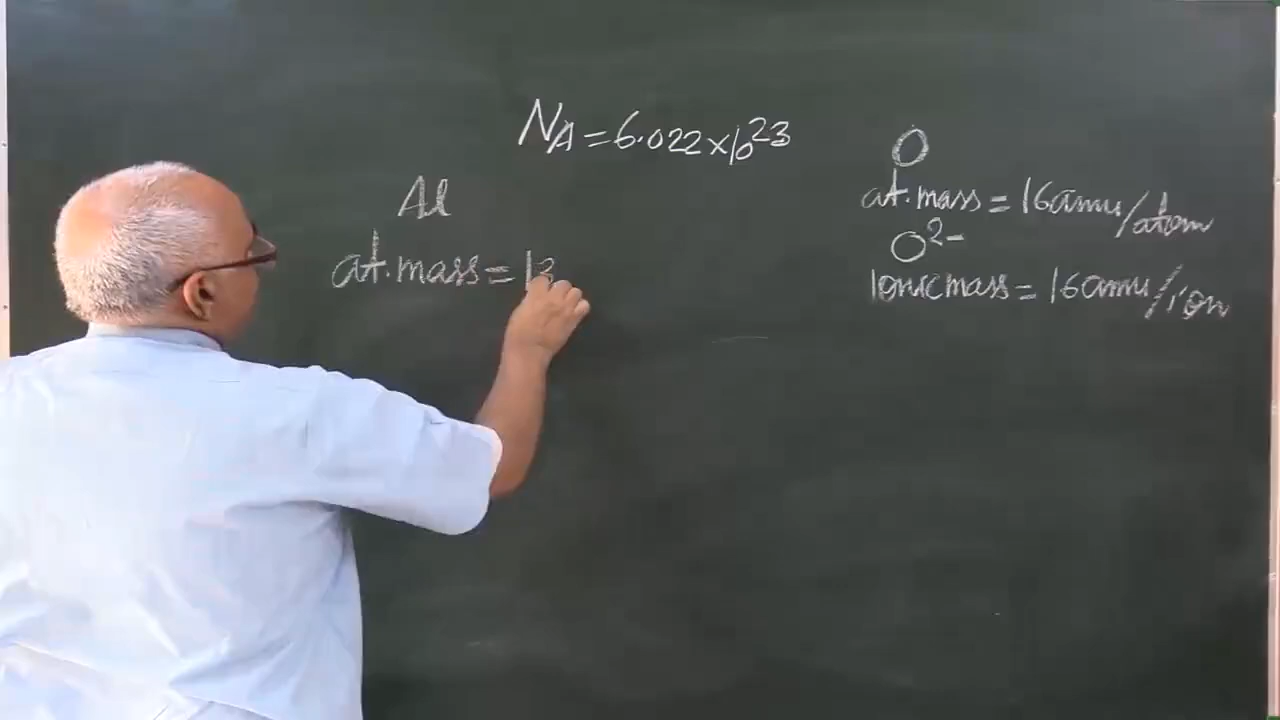 N_A = 6.022 x 10^23
Al
at. mass = 13
O
at. mass = 16 amu/atom
O^2-
Ionic mass = 16 amu/ion